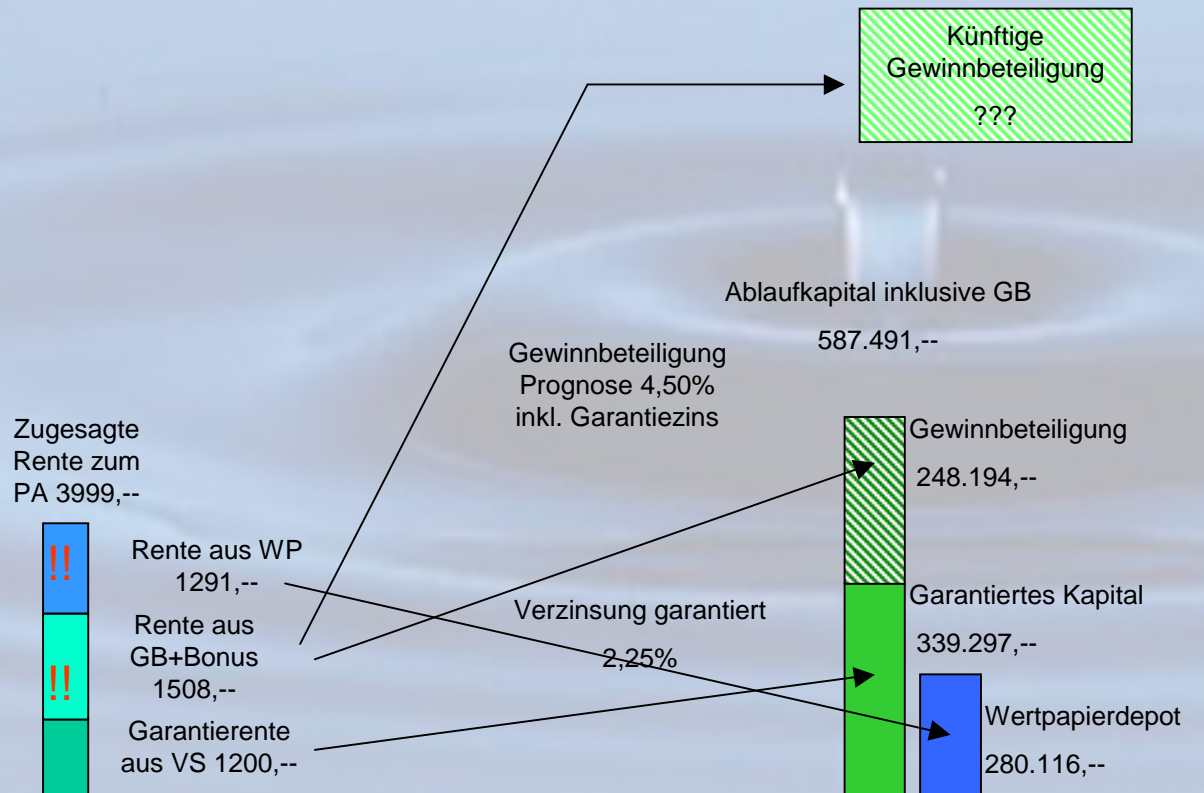 Künftige
Gewinnbeteiligung
???
Ablaufkapital inklusive GB
587.491,--
Gewinnbeteiligung
Prognose 4,50%
inkl. Garantiezins
Zugesagte
Rente zum
PA 3999,--
Gewinnbeteiligung
248.194,--
!!
Rente aus WP
1291,--
Verzinsung garantiert
2,25%
Garantiertes Kapital
339.297,--
!!
Rente aus
GB+Bonus
1508,--
Garantierente
aus VS 1200,--
Wertpapierdepot
280.116,--